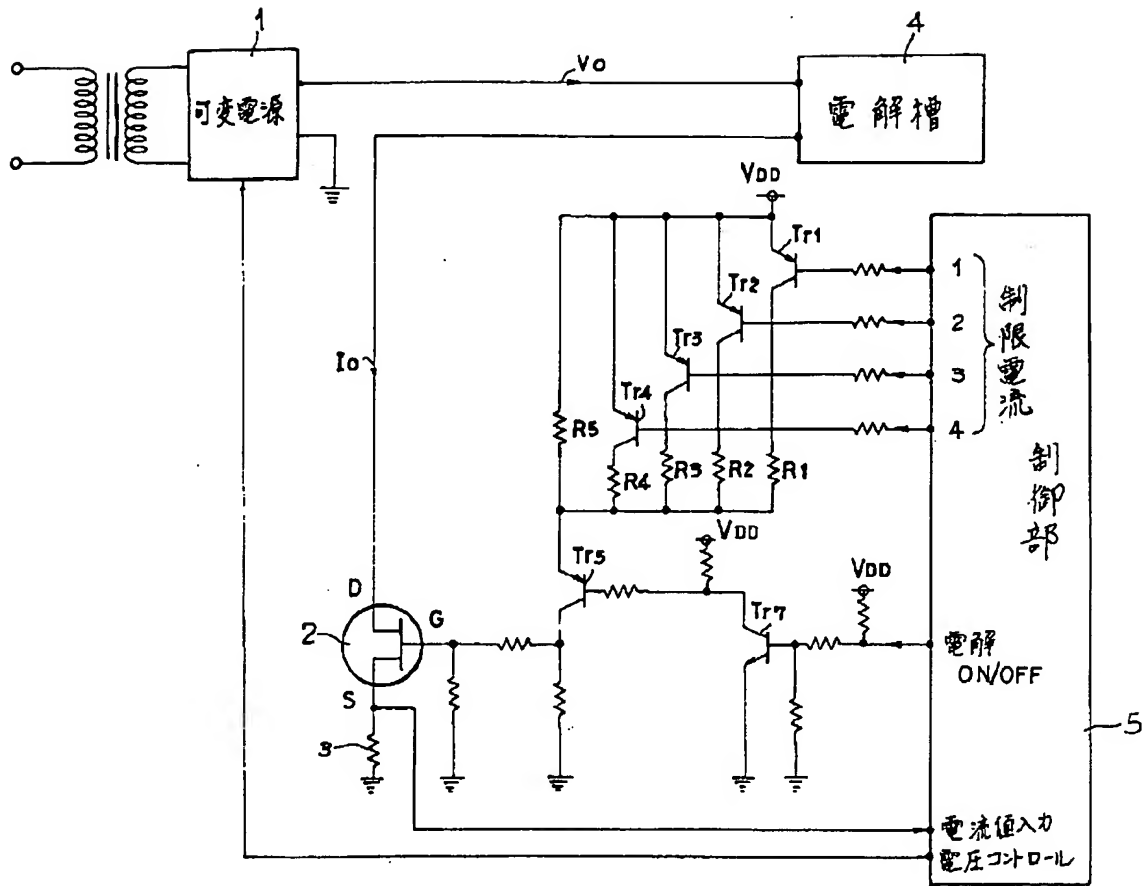 1
可変電源
Vo
4
電解槽
VDD
Tr1
Tr2
Tr3
Tr4
1
2
3
4
制限電流
制御部
Io
R5
R4
R3
R2
R1
VDD
Tr5
Tr7
VDD
D
G
2
S
3
電解
ON/OFF
5
電流値入力
電圧コントロール